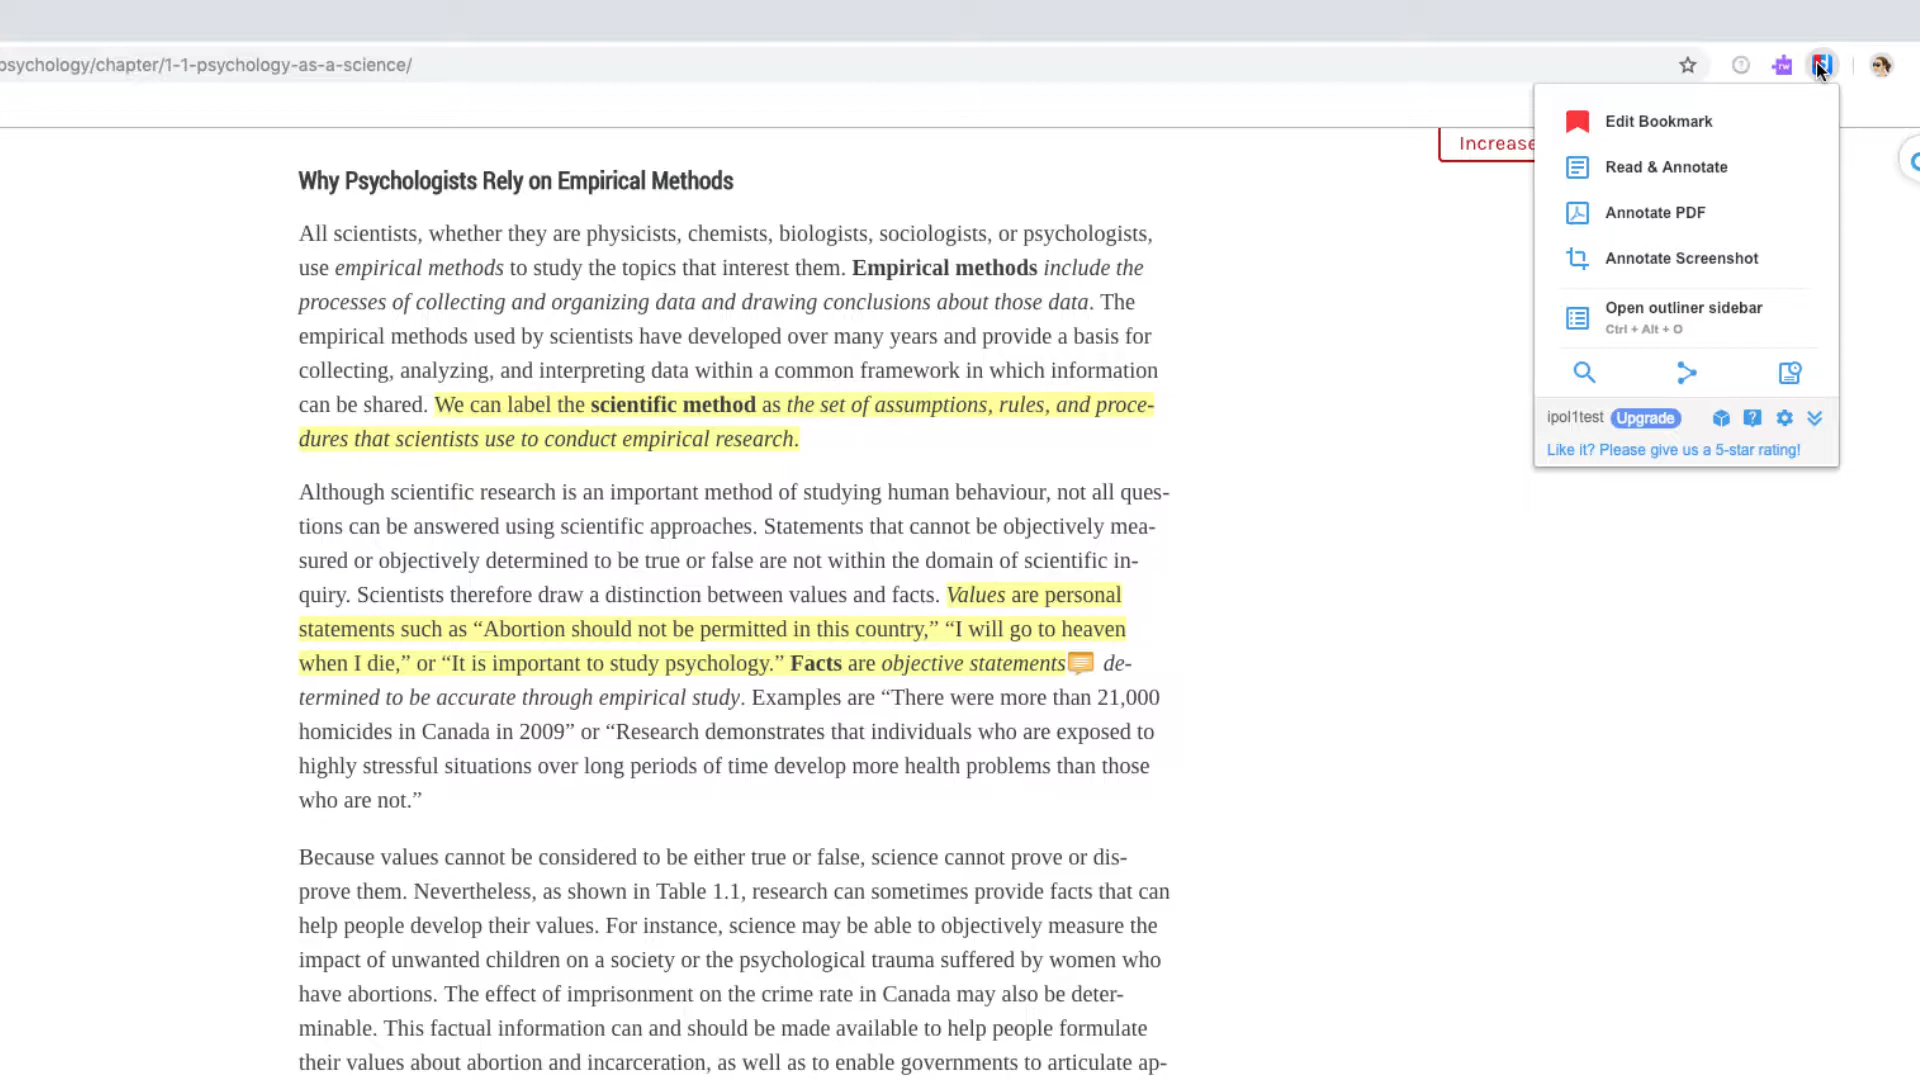 psychology/chapter/1-1-psychology-as-a-science/
Increase
Why Psychologists Rely on Empirical Methods
All scientists, whether they are physicists, chemists, biologists, sociologists, or psychologists,
use empirical methods to study the topics that interest them. Empirical methods include the
processes of collecting and organizing data and drawing conclusions about those data. The
empirical methods used by scientists have developed over many years and provide a basis for
collecting, analyzing, and interpreting data within a common framework in which information
can be shared. We can label the scientific method as the set of assumptions, rules, and proce-
dures that scientists use to conduct empirical research.
Although scientific research is an important method of studying human behaviour, not all ques-
tions can be answered using scientific approaches. Statements that cannot be objectively mea-
sured or objectively determined to be true or false are not within the domain of scientific in-
quiry. Scientists therefore draw a distinction between values and facts. Values are personal
statements such as “Abortion should not be permitted in this country,” “I will go to heaven
when I die,” or “It is important to study psychology.” Facts are objective statements de-
termined to be accurate through empirical study. Examples are “There were more than 21,000
homicides in Canada in 2009” or “Research demonstrates that individuals who are exposed to
highly stressful situations over long periods of time develop more health problems than those
who are not.”
Because values cannot be considered to be either true or false, science cannot prove or dis-
prove them. Nevertheless, as shown in Table 1.1, research can sometimes provide facts that can
help people develop their values. For instance, science may be able to objectively measure the
impact of unwanted children on a society or the psychological trauma suffered by women who
have abortions. The effect of imprisonment on the crime rate in Canada may also be deter-
minable. This factual information can and should be made available to help people formulate
their values about abortion and incarceration, as well as to enable governments to articulate ap-
rw
Edit Bookmark
Read & Annotate
Annotate PDF
Annotate Screenshot
Open outliner sidebar
Ctrl + Alt + O
ipol1test Upgrade
Like it? Please give us a 5-star rating!